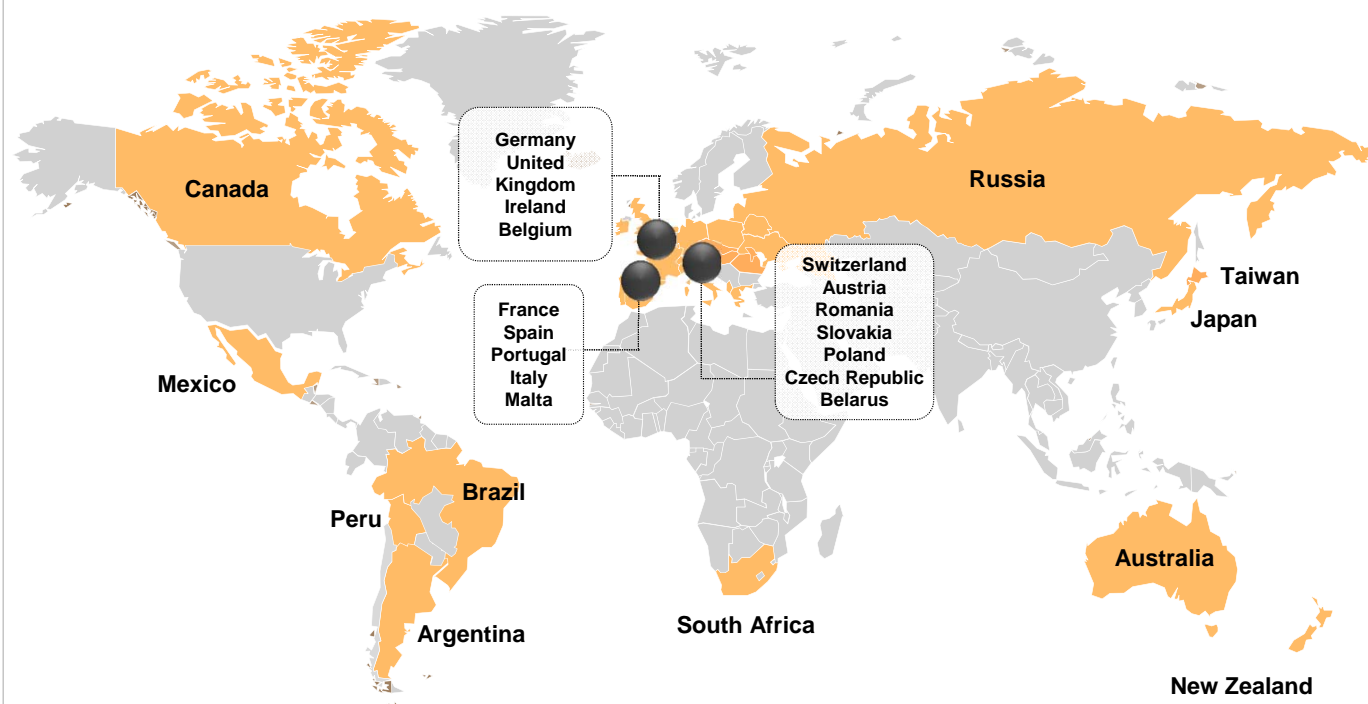 Canada
Germany
United
Kingdom
Ireland
Belgium
Russia
Switzerland
Austria
Romania
Slovakia
Poland
Czech Republic
Belarus
France
Spain
Portugal
Italy
Malta
Taiwan
Japan
Mexico
Brazil
Peru
Argentina
South Africa
Australia
New Zealand